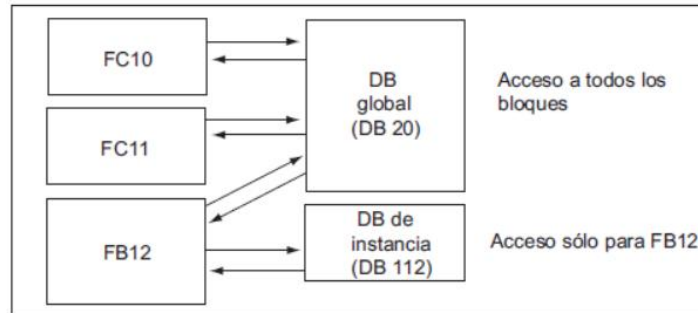 FC10
FC11
FB12
DB
global
(DB 20)
DB de
instancia
(DB 112)
Acceso a todos los
bloques
Acceso sólo para FB12